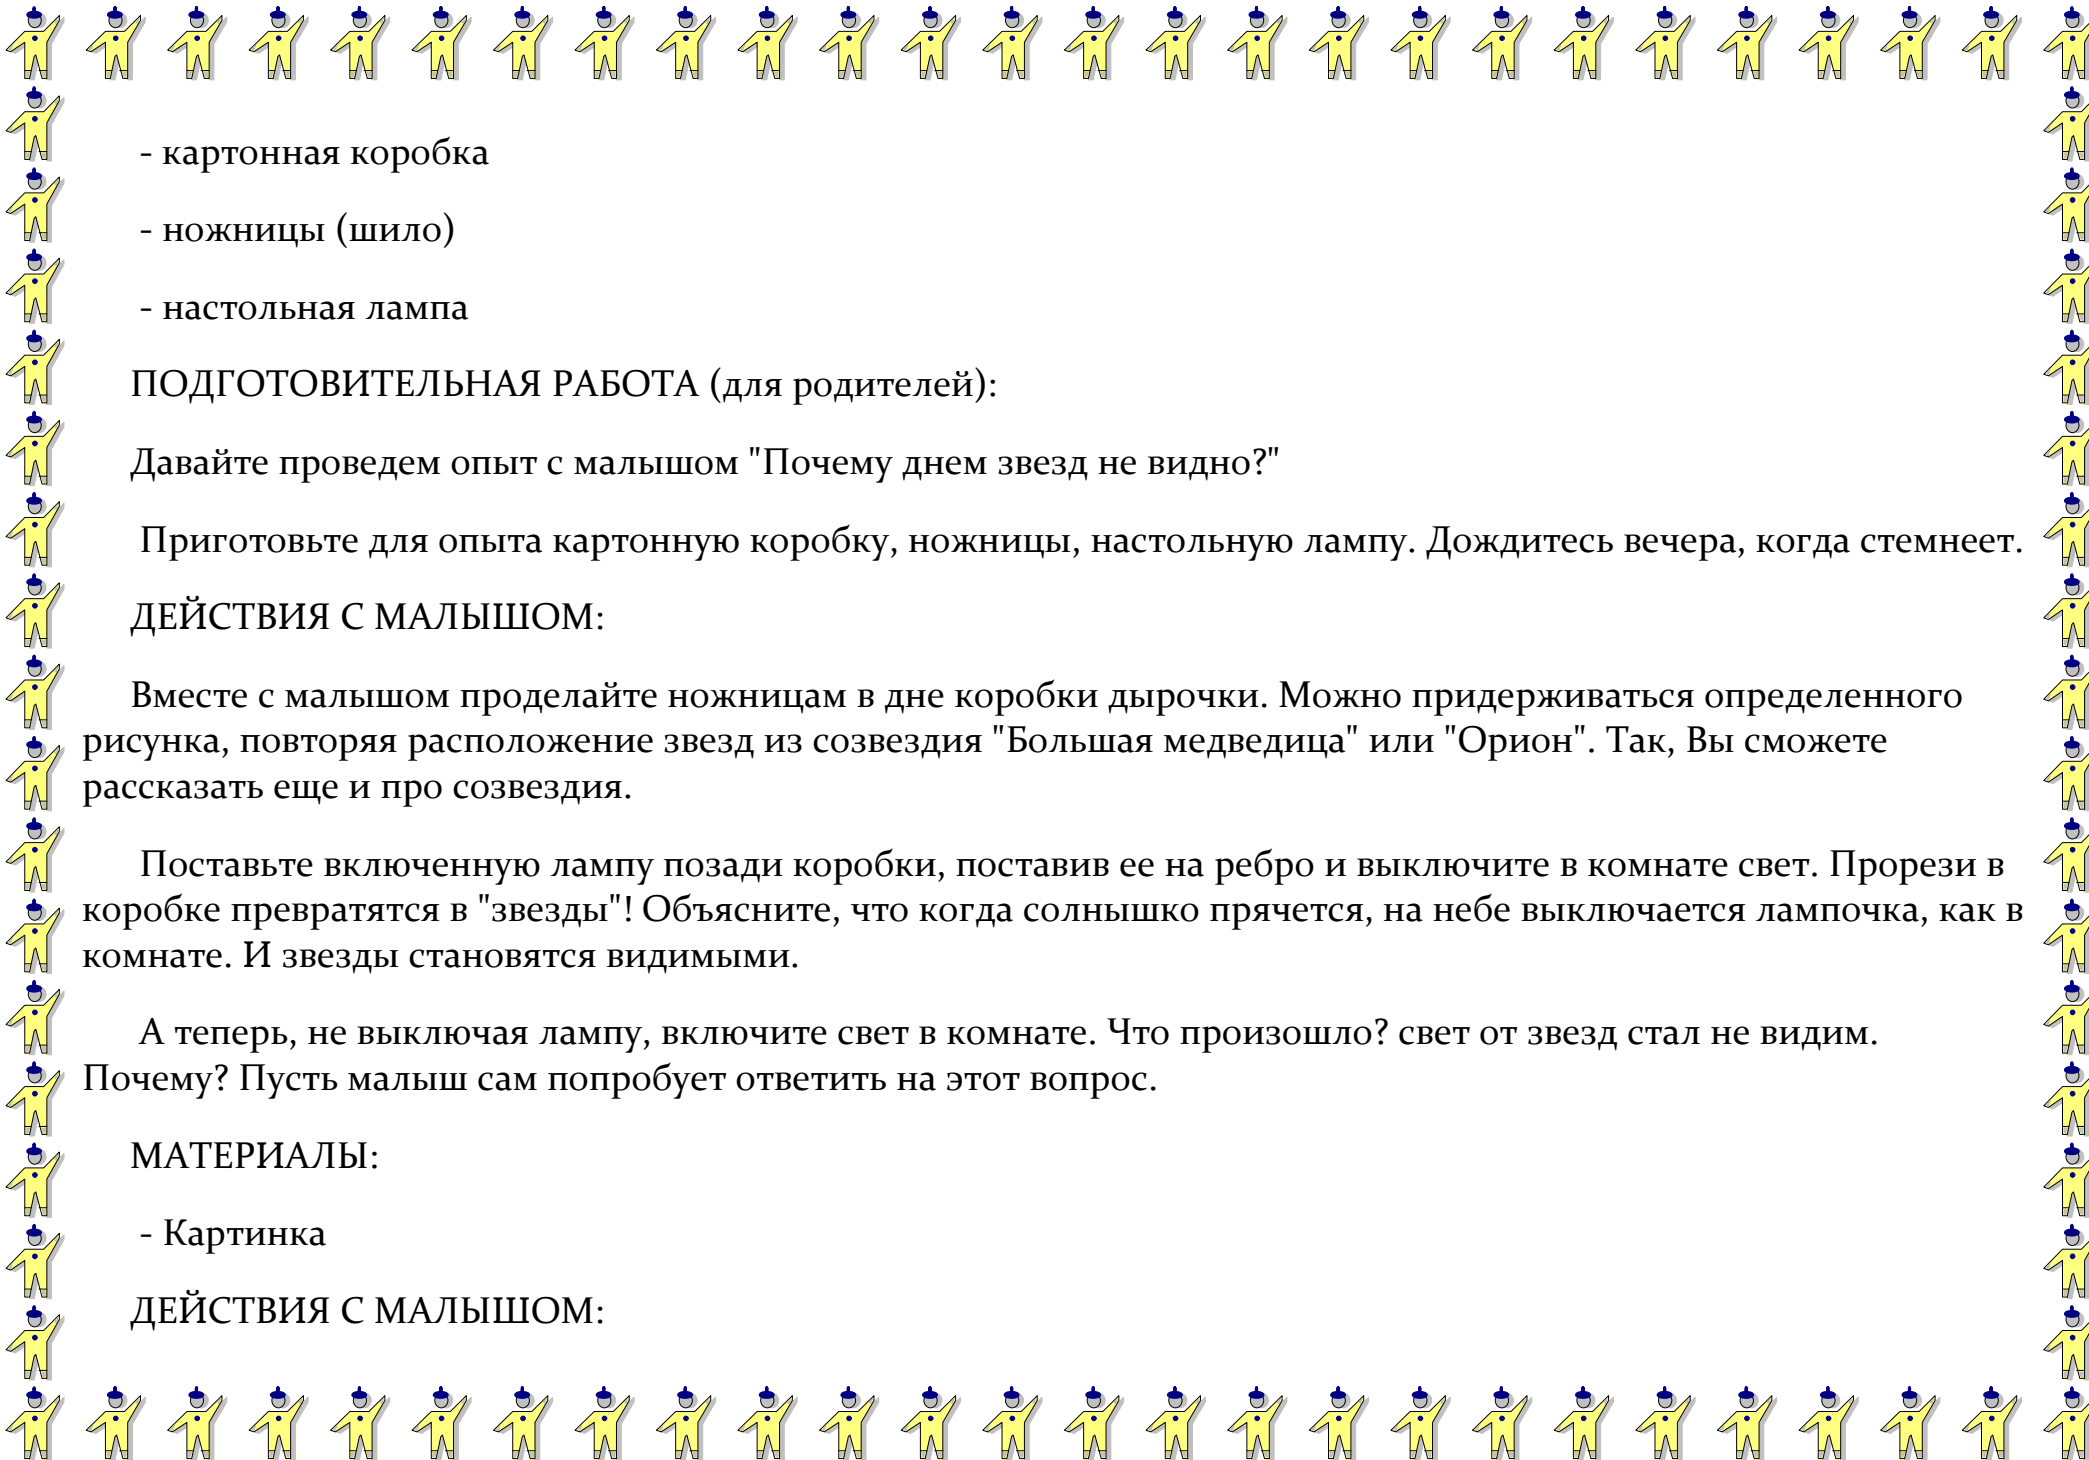 - картонная коробка
- ножницы (шило)
- настольная лампа
ПОДГОТОВИТЕЛЬНАЯ РАБОТА (для родителей):
Давайте проведем опыт с малышом "Почему днем звезд не видно?"
Приготовьте для опыта картонную коробку, ножницы, настольную лампу. Дождитесь вечера, когда стемнеет.
ДЕЙСТВИЯ С МАЛЫШОМ:
Вместе с малышом проделайте ножницам в дне коробки дырочки. Можно придерживаться определенного
рисунка, повторяя расположение звезд из созвездия "Большая медведица" или "Орион". Так, Вы сможете
рассказать еще и про созвездия.
Поставьте включенную лампу позади коробки, поставив ее на ребро и выключите в комнате свет. Прорези в
коробке превратятся в "звезды"! Объясните, что когда солнышко прячется, на небе выключается лампочка, как в
комнате. И звезды становятся видимыми.
А теперь, не выключая лампу, включите свет в комнате. Что произошло? свет от звезд стал не видим.
Почему? Пусть малыш сам попробует ответить на этот вопрос.
МАТЕРИАЛЫ:
- Картинка
ДЕЙСТВИЯ С МАЛЫШОМ: